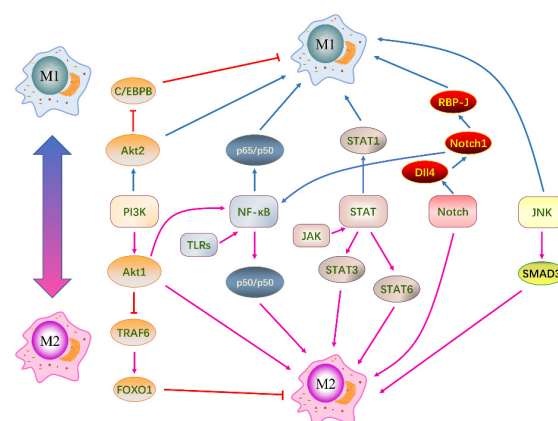 M1
M1
C/EBPB
RBP-J
Akt2
p65/p50
STAT1
Notch1
Dll4
PI3K
NF-κB
STAT
Notch
JNK
JAK
TLRs
Akt1
STAT3
SMAD3
p50/p50
STAT6
TRAF6
M2
M2
FOXO1